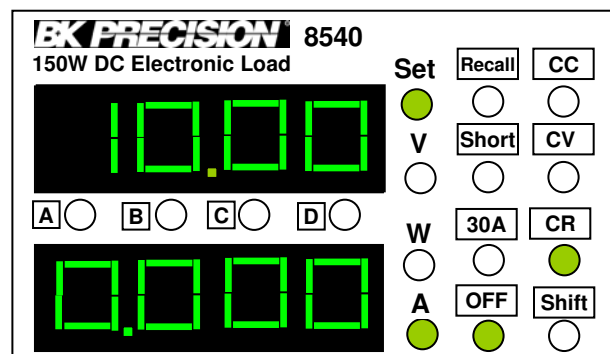 BK PRECISION® 8540
150W DC Electronic Load
Set Recall CC
10.00
V Short CV
A B C D
W 30A CR
0.000
A OFF Shift